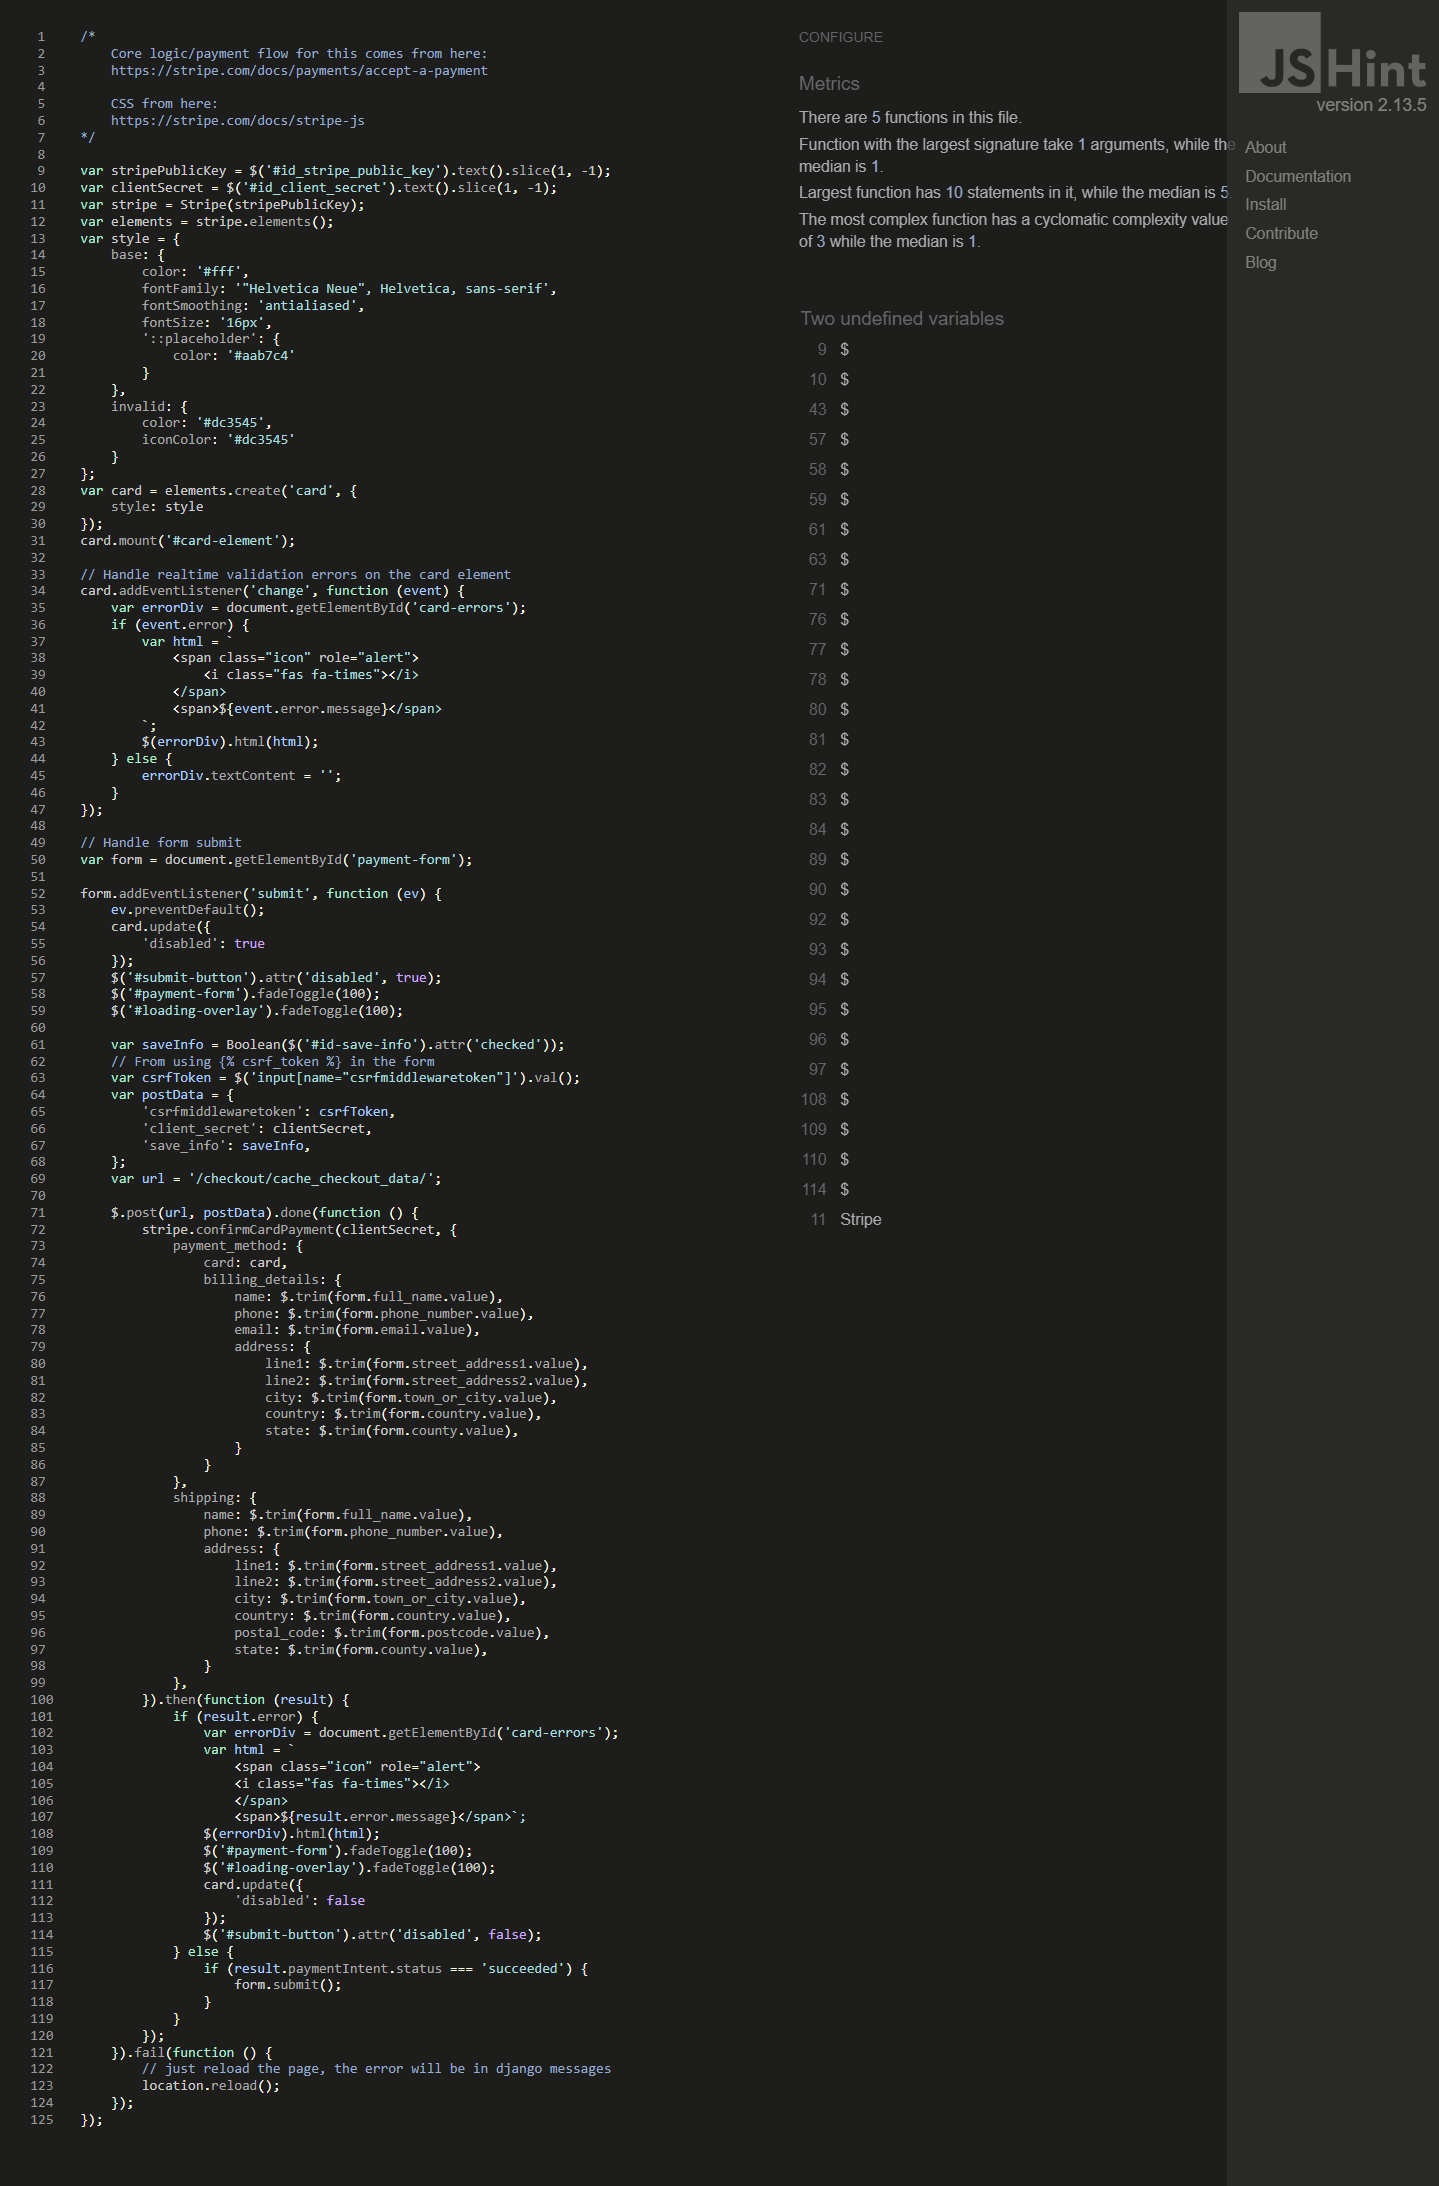 1 /*
2 Core logic/payment flow for this comes from here:
3 https://stripe.com/docs/payments/accept-a-payment
4
5 CSS from here:
6 https://stripe.com/docs/stripe-js
7 */
8
9 var stripePublicKey = $('#id_stripe_public_key').text().slice(1, -1);
10 var clientSecret = $('#id_client_secret').text().slice(1, -1);
11 var stripe = Stripe(stripePublicKey);
12 var elements = stripe.elements();
13 var style = {
14 base: {
15 color: '#fff',
16 fontFamily: '"Helvetica Neue", Helvetica, sans-serif',
17 fontSmoothing: 'antialiased',
18 fontSize: '16px',
19 '::placeholder': {
20 color: '#aab7c4'
21 }
22 },
23 invalid: {
24 color: '#dc3545',
25 iconColor: '#dc3545'
26 }
27 };
28 var card = elements.create('card', {
29 style: style
30 });
31 card.mount('#card-element');
32
33 // Handle realtime validation errors on the card element
34 card.addEventListener('change', function (event) {
35 var errorDiv = document.getElementById('card-errors');
36 if (event.error) {
37 var html = `
38 <span class="icon" role="alert">
39 <i class="fas fa-times"></i>
40 </span>
41 <span>${event.error.message}</span>
42 `;
43 $(errorDiv).html(html);
44 } else {
45 errorDiv.textContent = '';
46 }
47 });
48
49 // Handle form submit
50 var form = document.getElementById('payment-form');
51
52 form.addEventListener('submit', function (ev) {
53 ev.preventDefault();
54 card.update({
55 'disabled': true
56 });
57 $('#submit-button').attr('disabled', true);
58 $('#payment-form').fadeToggle(100);
59 $('#loading-overlay').fadeToggle(100);
60
61 var saveInfo = Boolean($('#id-save-info').attr('checked'));
62 // From using {% csrf_token %} in the form
63 var csrfToken = $('input[name="csrfmiddlewaretoken"]').val();
64 var postData = {
65 'csrfmiddlewaretoken': csrfToken,
66 'client_secret': clientSecret,
67 'save_info': saveInfo,
68 };
69 var url = '/checkout/cache_checkout_data/';
70
71 $.post(url, postData).done(function () {
72 stripe.confirmCardPayment(clientSecret, {
73 payment_method: {
74 card: card,
75 billing_details: {
76 name: $.trim(form.full_name.value),
77 phone: $.trim(form.phone_number.value),
78 email: $.trim(form.email.value),
79 address: {
80 line1: $.trim(form.street_address1.value),
81 line2: $.trim(form.street_address2.value),
82 city: $.trim(form.town_or_city.value),
83 country: $.trim(form.country.value),
84 state: $.trim(form.county.value),
85 }
86 }
87 },
88 shipping: {
89 name: $.trim(form.full_name.value),
90 phone: $.trim(form.phone_number.value),
91 address: {
92 line1: $.trim(form.street_address1.value),
93 line2: $.trim(form.street_address2.value),
94 city: $.trim(form.town_or_city.value),
95 country: $.trim(form.country.value),
96 postal_code: $.trim(form.postcode.value),
97 state: $.trim(form.county.value),
98 }
99 },
100 }).then(function (result) {
101 if (result.error) {
102 var errorDiv = document.getElementById('card-errors');
103 var html = `
104 <span class="icon" role="alert">
105 <i class="fas fa-times"></i>
106 </span>
107 <span>${result.error.message}</span>`;
108 $(errorDiv).html(html);
109 $('#payment-form').fadeToggle(100);
110 $('#loading-overlay').fadeToggle(100);
111 card.update({
112 'disabled': false
113 });
114 $('#submit-button').attr('disabled', false);
115 } else {
116 if (result.paymentIntent.status === 'succeeded') {
117 form.submit();
118 }
119 }
120 });
121 }).fail(function () {
122 // just reload the page, the error will be in django messages
123 location.reload();
124 });
125 });
CONFIGURE
Metrics
There are 5 functions in this file.
Function with the largest signature take 1 arguments, while the
median is 1.
Largest function has 10 statements in it, while the median is 5.
The most complex function has a cyclomatic complexity value
of 3 while the median is 1.
Two undefined variables
9 $
10 $
43 $
57 $
58 $
59 $
61 $
63 $
71 $
76 $
77 $
78 $
80 $
81 $
82 $
83 $
84 $
89 $
90 $
92 $
93 $
94 $
95 $
96 $
97 $
108 $
109 $
110 $
114 $
11 Stripe
JSHint
version 2.13.5
About
Documentation
Install
Contribute
Blog